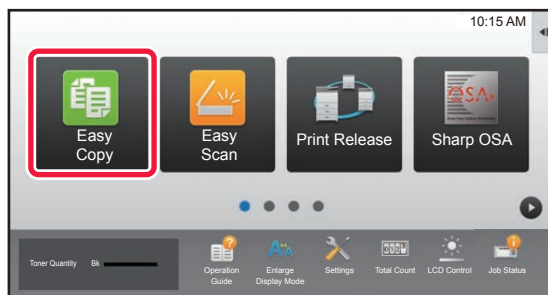 10:15 AM
Easy
Copy
Easy
Scan
Print Release
OSA
Sharp OSA
Toner Quantity
Bk
Operation
Guide
Enlarge
Display Mode
Settings
Total Count
LCD Control
Job Status